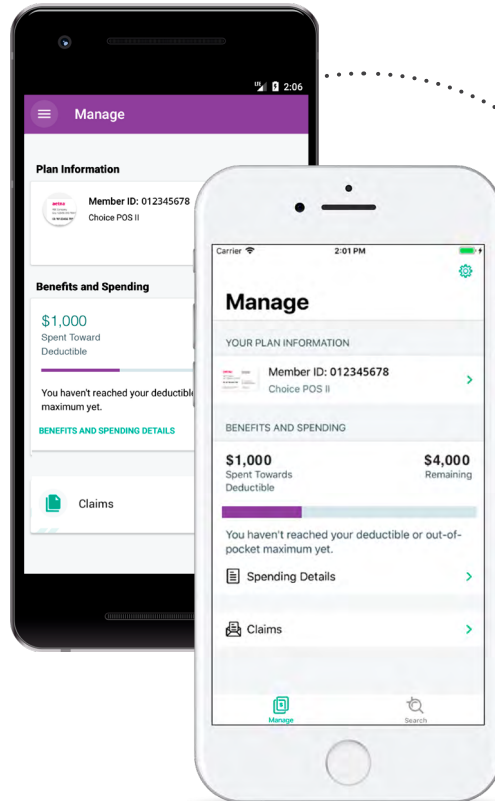 LTE 2:06
Manage
Plan Information
aetna
Member ID: 012345678
Choice POS II
Benefits and Spending
$1,000
Spent Toward
Deductible
You haven't reached your deductible
maximum yet.
BENEFITS AND SPENDING DETAILS
Claims
Carrier 2:01 PM
Manage
YOUR PLAN INFORMATION
Member ID: 012345678
Choice POS II
BENEFITS AND SPENDING
$1,000 $4,000
Spent Towards Remaining
Deductible
You haven't reached your deductible or out-of-
pocket maximum yet.
Spending Details
Claims
Manage Search